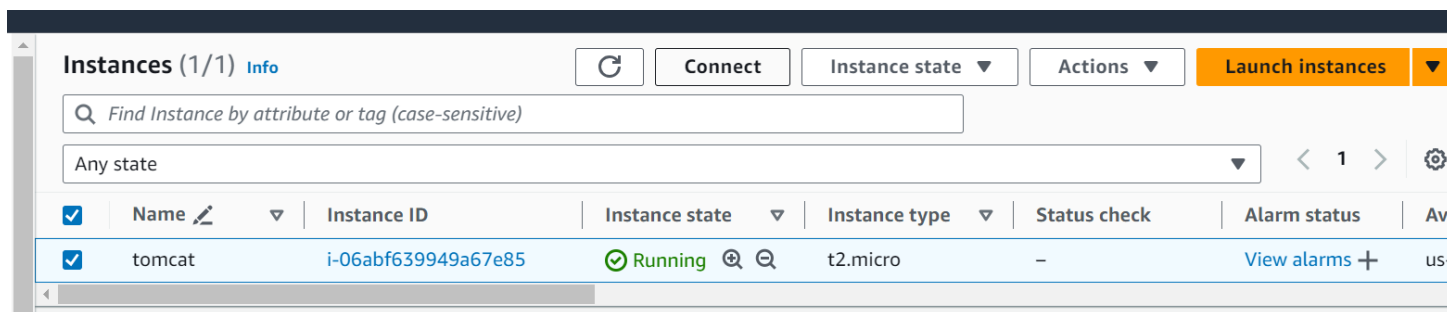 Instances (1/1) Info Connect Instance state Actions Launch instances
Find Instance by attribute or tag (case-sensitive)
Any state 1
Name Instance ID Instance state Instance type Status check Alarm status Av
tomcat i-06abf639949a67e85 Running t2.micro – View alarms us-